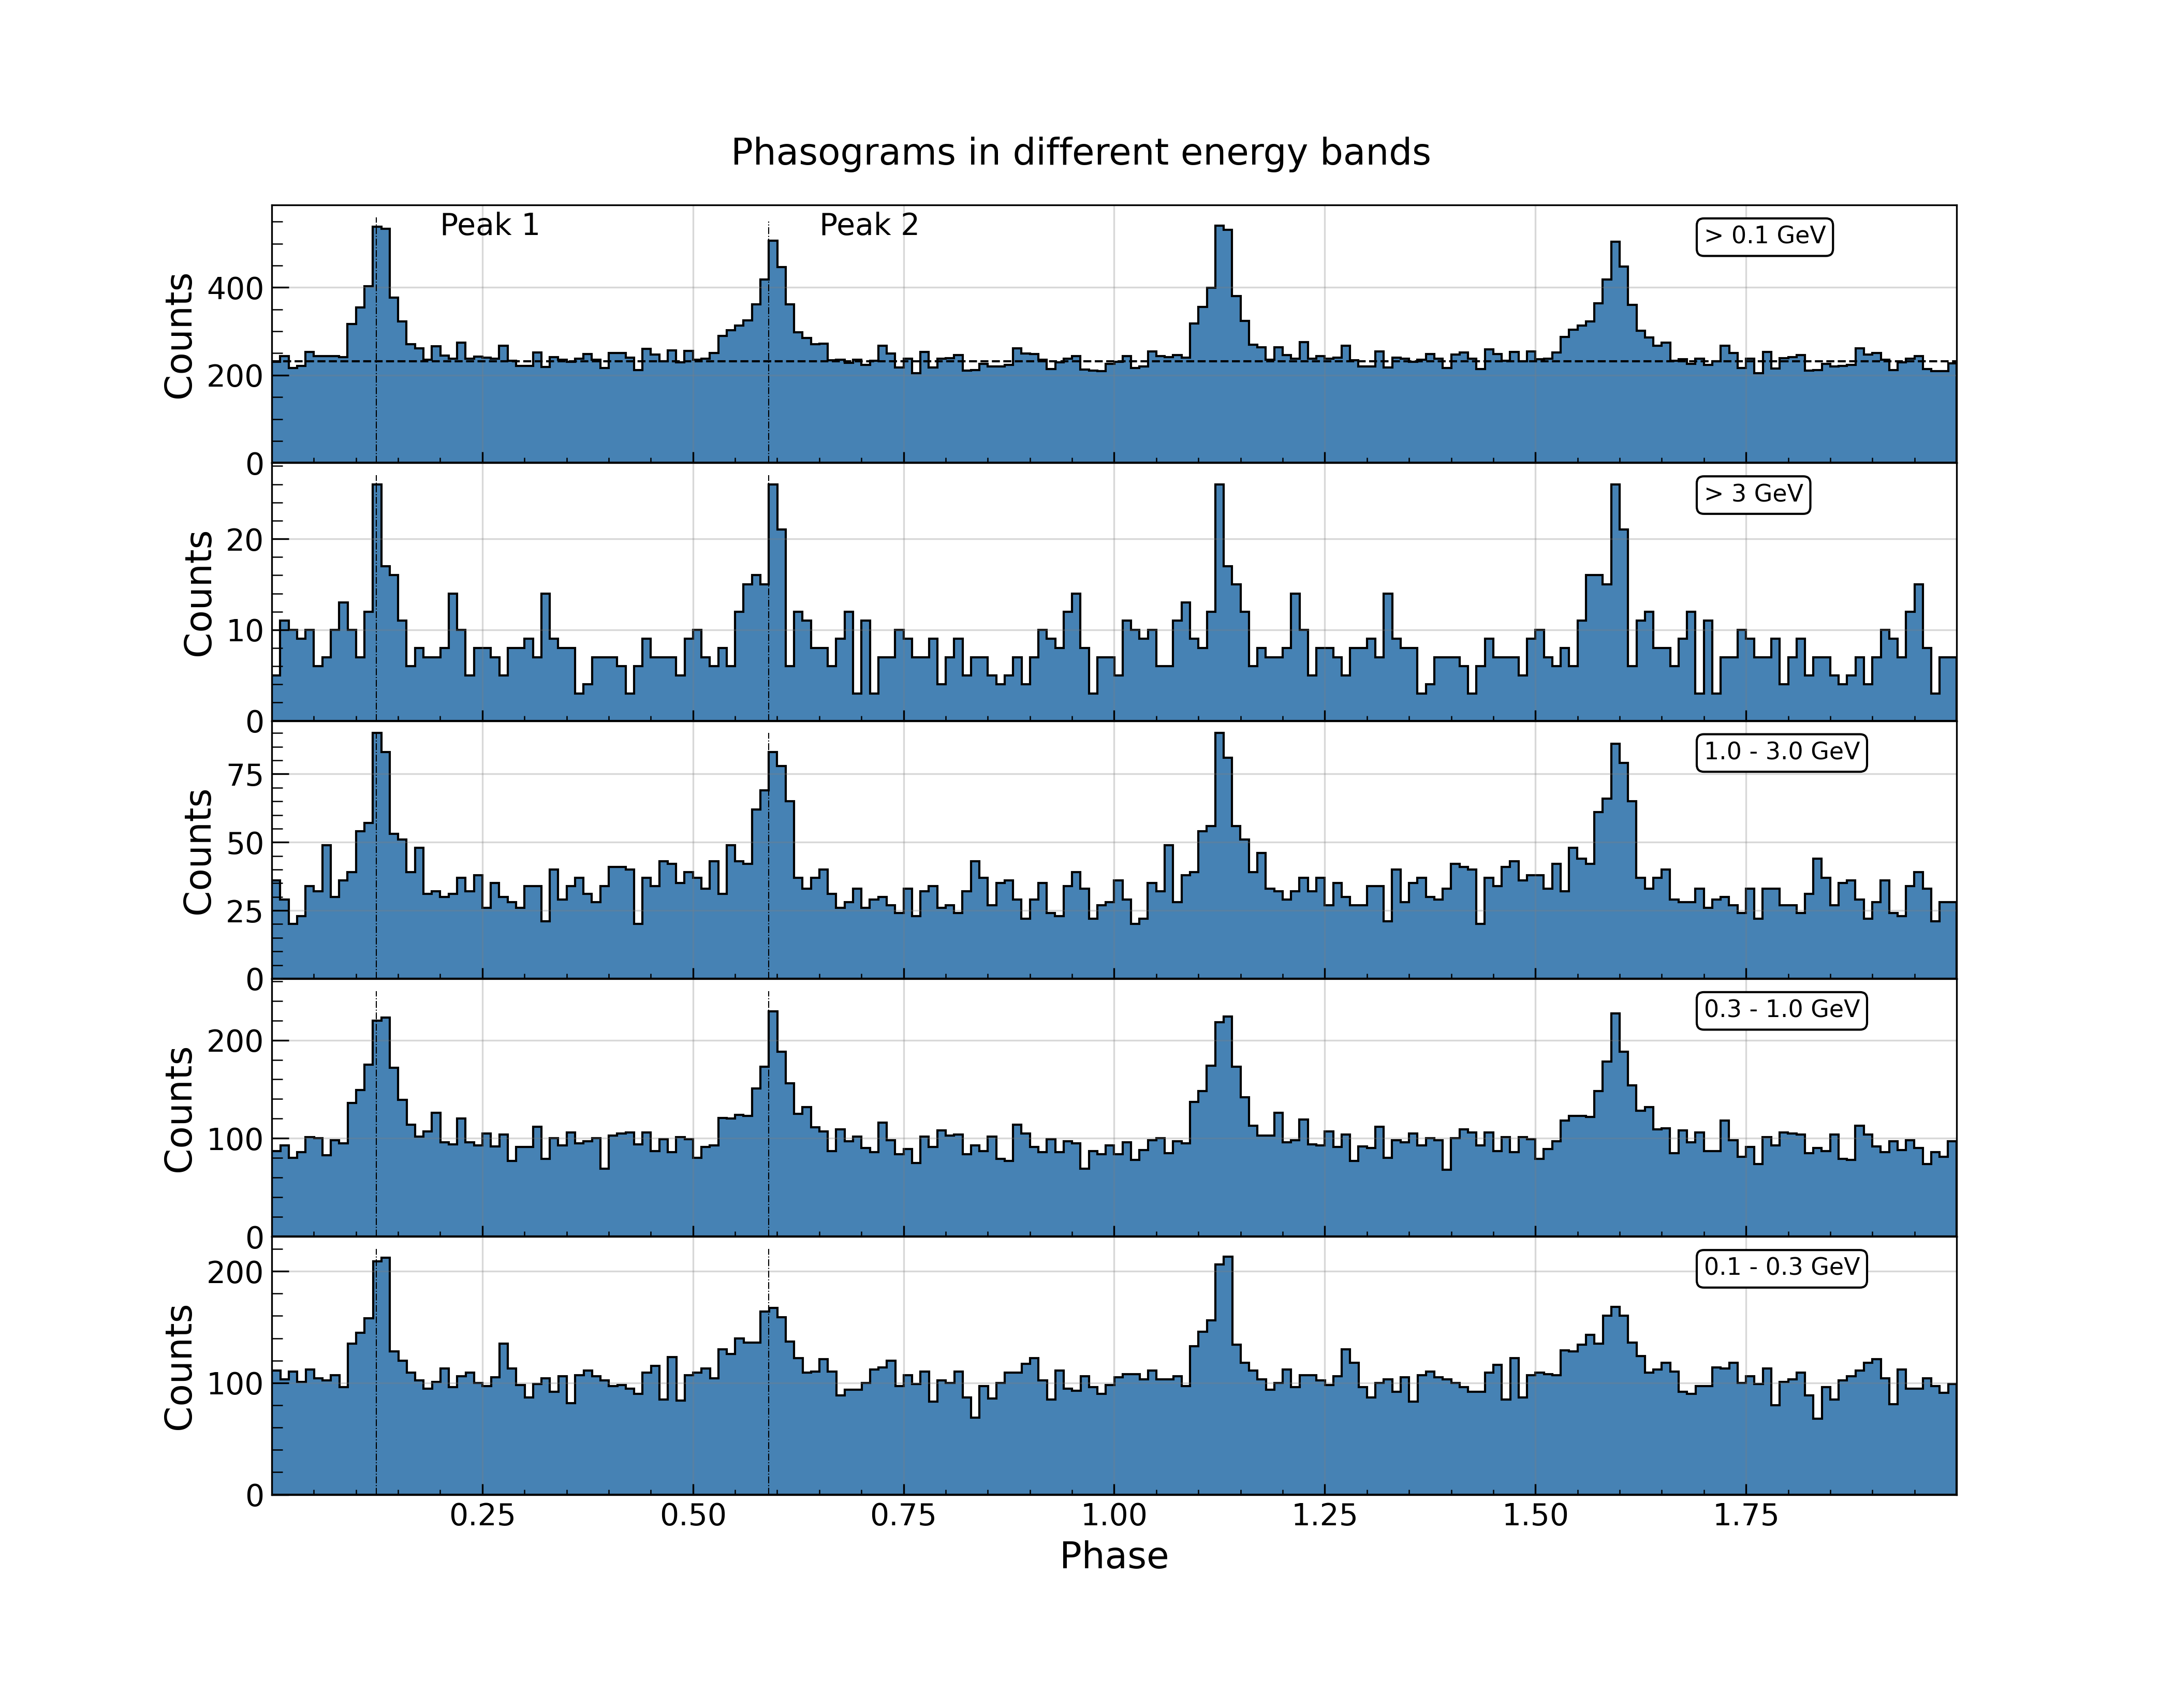 Phasograms in different energy bands
Peak 1
Peak 2
> 0.1 GeV
Counts
400
200
0
> 3 GeV
Counts
20
10
0
1.0 - 3.0 GeV
Counts
75
50
25
0
0.3 - 1.0 GeV
Counts
200
100
0
0.1 - 0.3 GeV
Counts
200
100
0
0.25 0.50 0.75 1.00 1.25 1.50 1.75
Phase